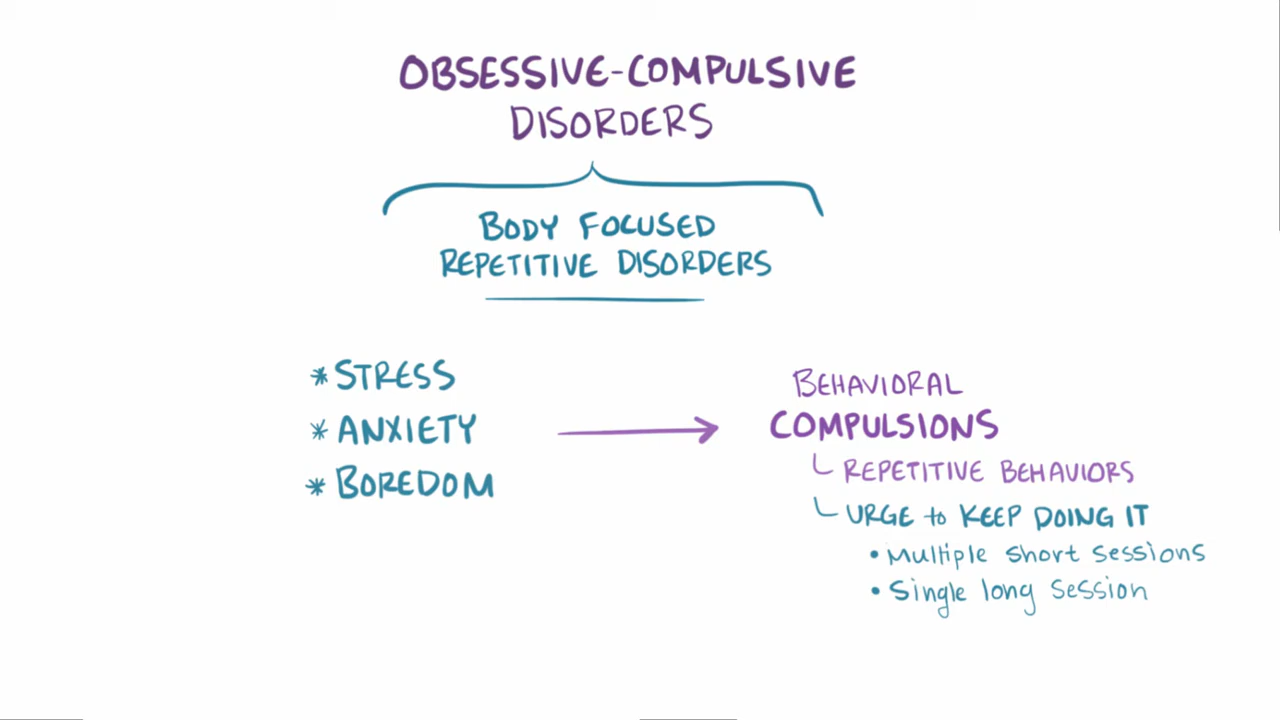 OBSESSIVE-COMPULSIVE
DISORDERS
BODY FOCUSED
REPETITIVE DISORDERS
* STRESS
* ANXIETY
* BOREDOM
BEHAVIORAL
COMPULSIONS
REPETITIVE BEHAVIORS
URGE to KEEP DOING IT
• Multiple short sessions
• Single long session